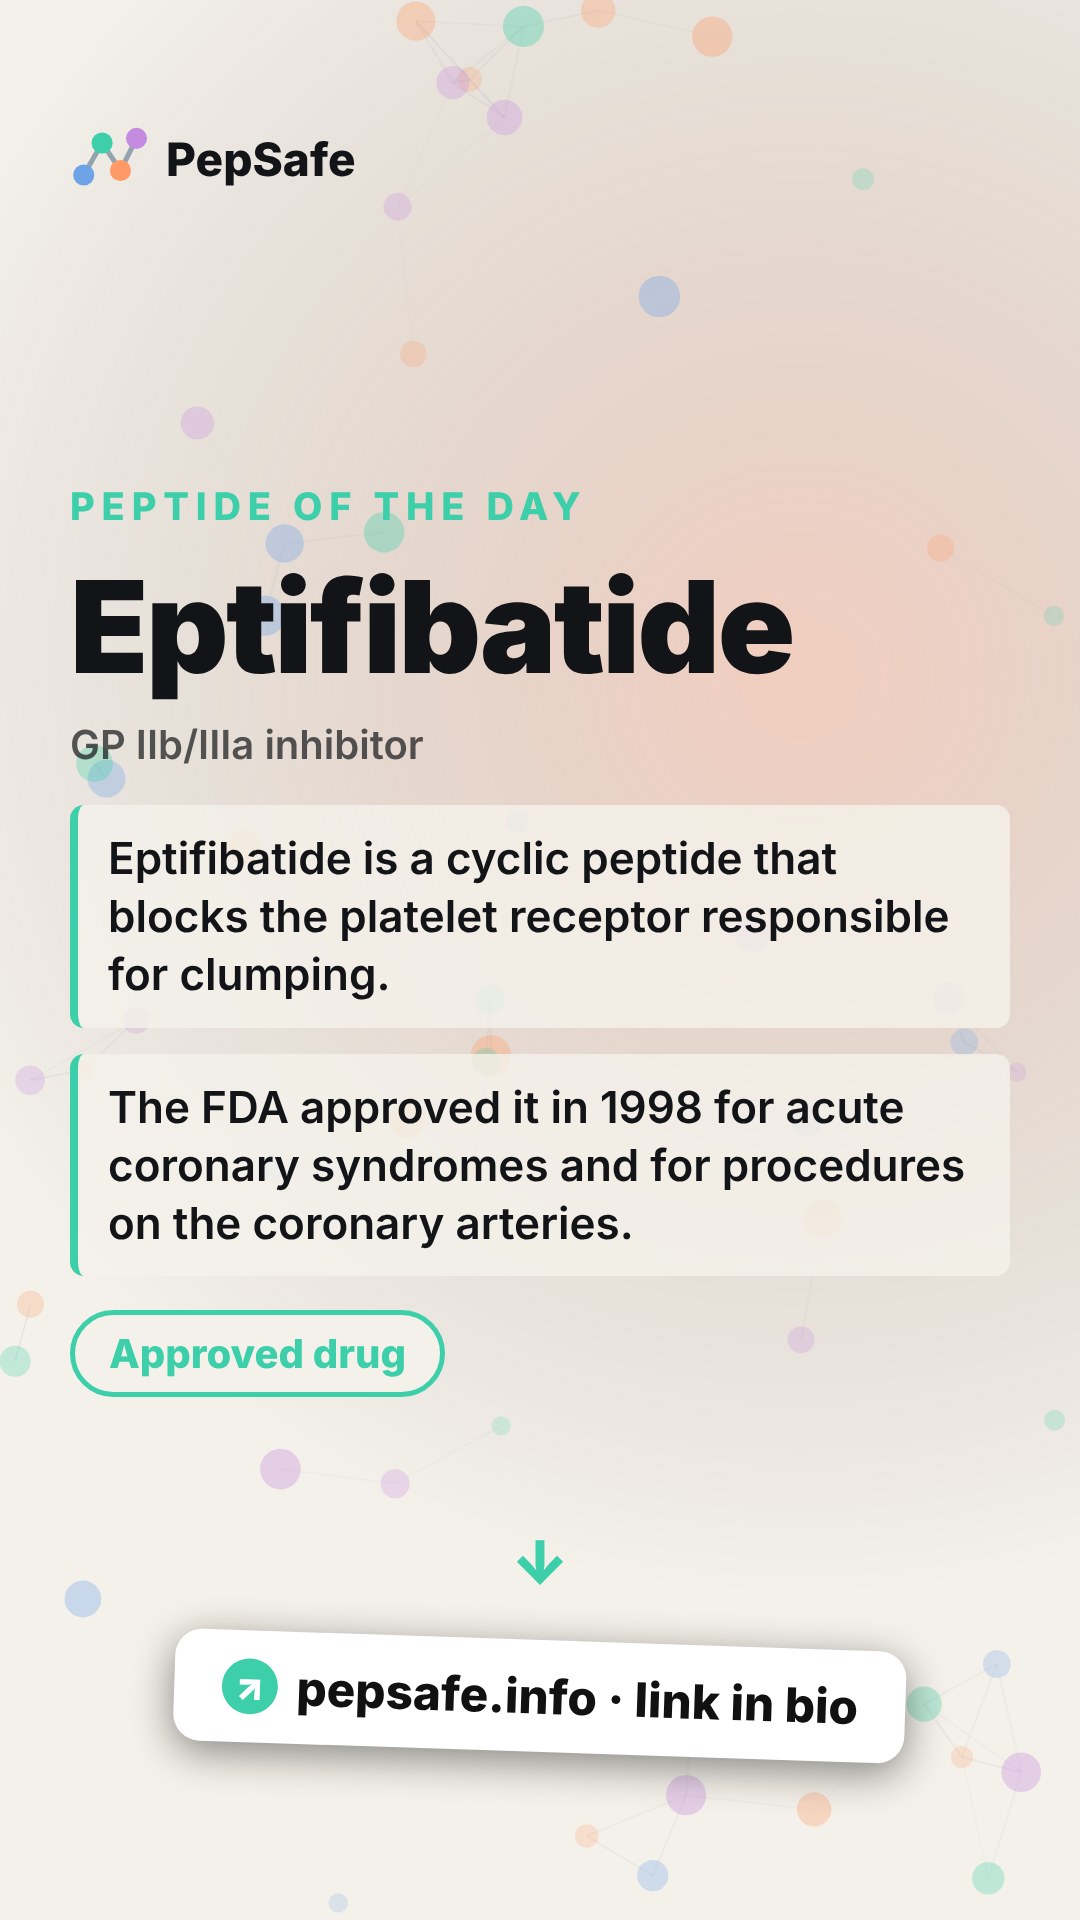 PepSafe
PEPTIDE OF THE DAY
Eptifibatide
GP IIb/IIIa inhibitor
Eptifibatide is a cyclic peptide that
blocks the platelet receptor responsible
for clumping.
The FDA approved it in 1998 for acute
coronary syndromes and for procedures
on the coronary arteries.
Approved drug
pepsafe.info · link in bio